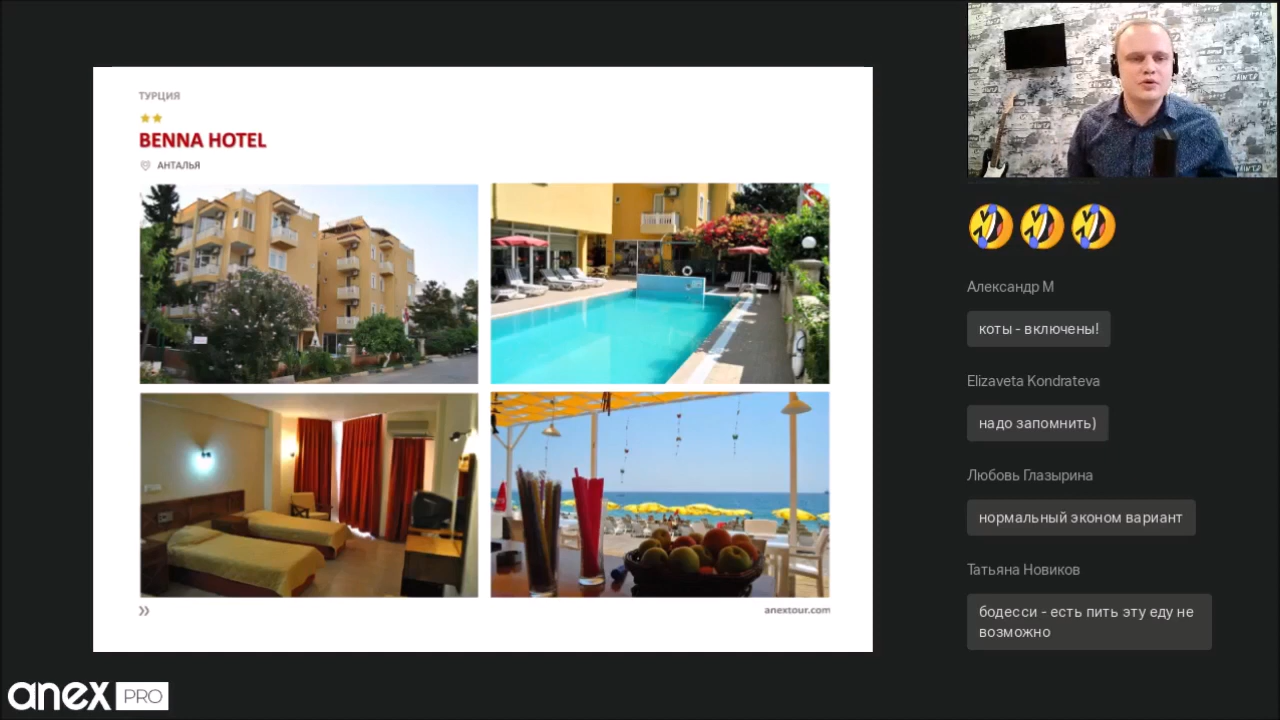 ТУРЦИЯ
BENNA HOTEL
АНТАЛЬЯ
anextour.com
anex PRO
Александр М
коты - включены!
Elizaveta Kondrateva
надо запомнить)
Любовь Глазырина
нормальный эконом вариант
Татьяна Новиков
бодесси - есть пить эту еду не
возможно